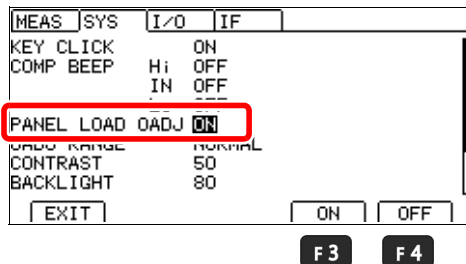 MEAS SYS I/O IF
KEY CLICK ON
COMP BEEP Hi OFF
IN OFF
PANEL LOAD OADJ ON
CONTRAST 50
BACKLIGHT 80
EXIT ON OFF
F3 F4